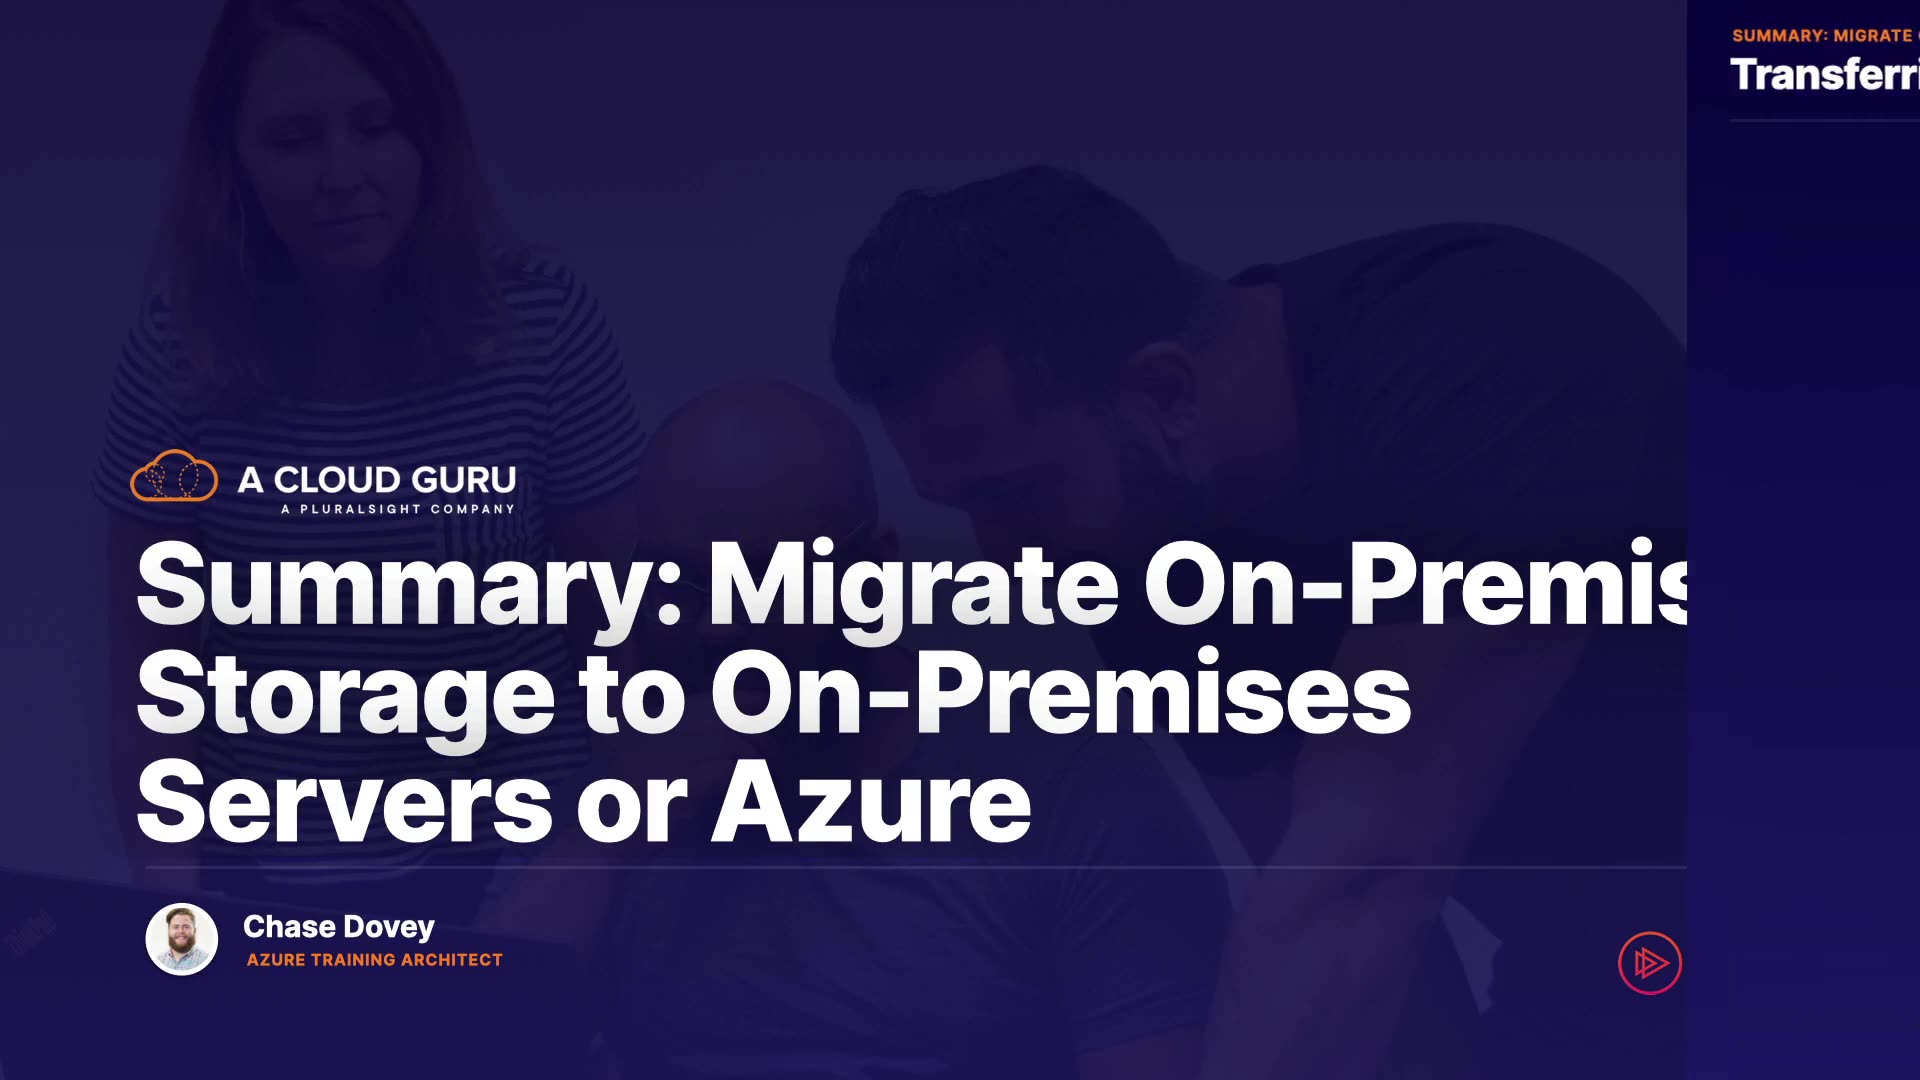 A CLOUD GURU
A PLURALSIGHT COMPANY
Summary: Migrate On-Premis
Storage to On-Premises
Servers or Azure
Chase Dovey
AZURE TRAINING ARCHITECT
SUMMARY: MIGRATE
Transferri